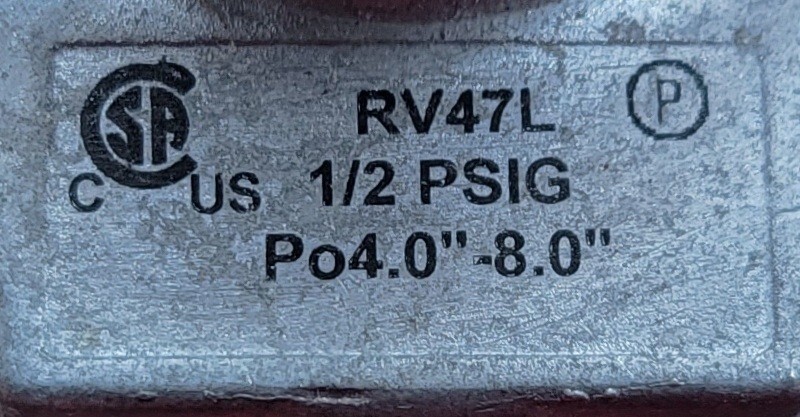 CSA RV47L P
C US 1/2 PSIG
Po4.0"-8.0"